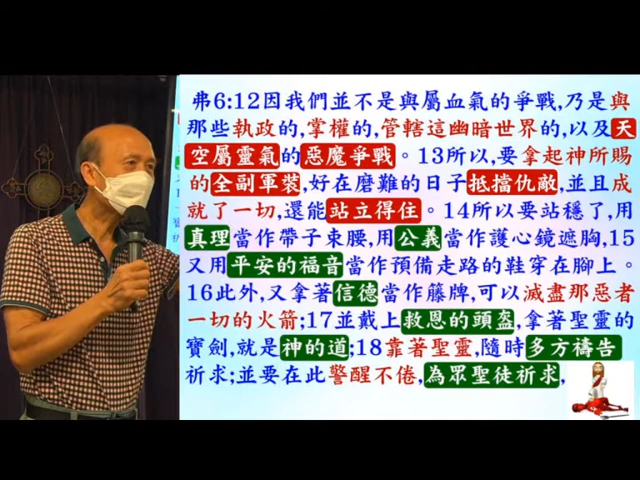 弗6:12因我們並不是與屬血氣的爭戰,乃是與
那些執政的,掌權的,管轄這幽暗世界的,以及天
空屬靈氣的惡魔爭戰。13所以,要拿起神所賜
的全副軍裝,好在磨難的日子抵擋仇敵,並且成
就了一切,還能站立得住。14所以要站穩了,用
真理當作帶子束腰,用公義當作護心鏡遮胸,15
又用平安的福音當作預備走路的鞋穿在腳上。
16此外,又拿著信德當作籐牌,可以滅盡那惡者
一切的火箭;17並戴上救恩的頭盔,拿著聖靈的
寶劍,就是神的道;18靠著聖靈,隨時多方禱告
祈求;並要在此警醒不倦,為眾聖徒祈求,